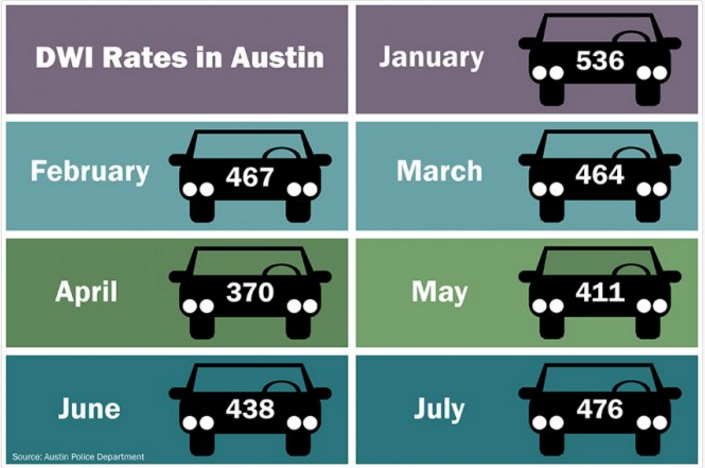 DWI Rates in Austin
January
536
February
467
March
464
April
370
May
411
June
438
July
476
Source: Austin Police Department